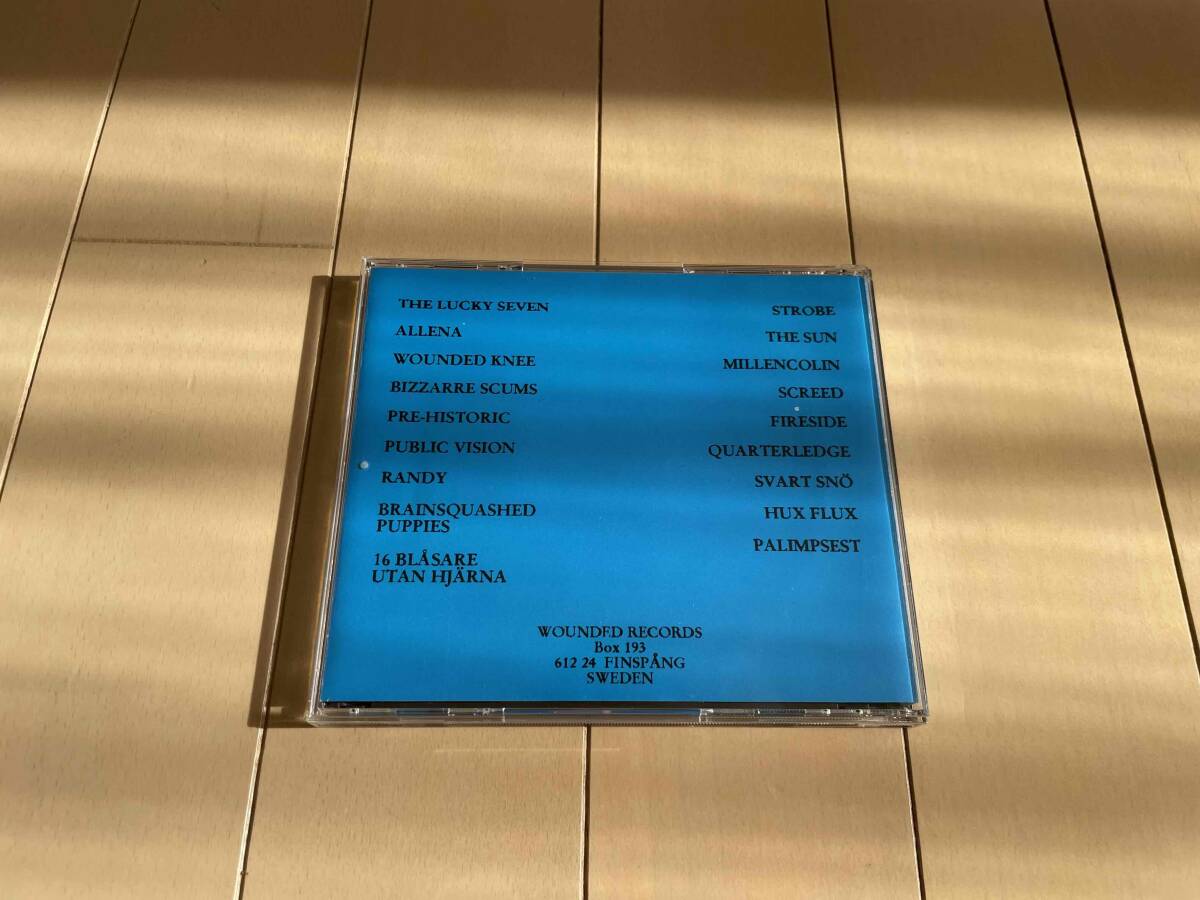 THE LUCKY SEVEN
ALLENA
WOUNDED KNEE
BIZZARRE SCUMS
PRE-HISTORIC
PUBLIC VISION
RANDY
BRAINSQUASHED
PUPPIES
16 BLÅSARE
UTAN HJÄRNA
STROBE
THE SUN
MILLENCOLIN
SCREED
FIRESIDE
QUARTERLEDGE
SVART SNÖ
HUX FLUX
PALIMPSEST
WOUNDED RECORDS
Box 193
612 24 FINSPÅNG
SWEDEN